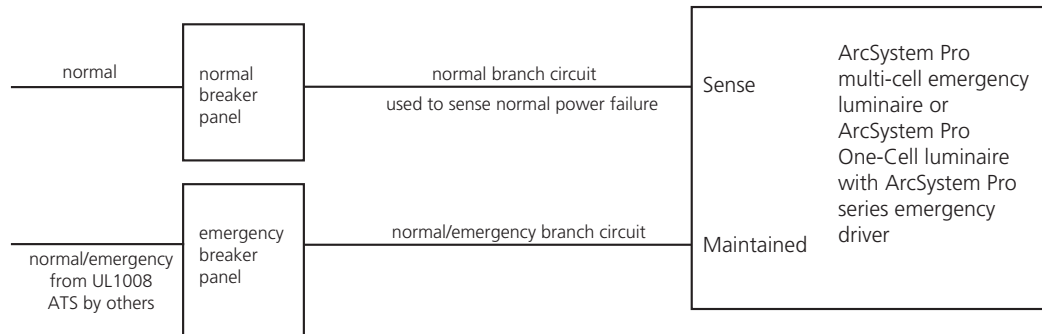 normal
normal
breaker
panel
normal branch circuit
used to sense normal power failure
Sense
ArcSystem Pro
multi-cell emergency
luminaire or
ArcSystem Pro
One-Cell luminaire
with ArcSystem Pro
series emergency
driver
normal/emergency
from UL1008
ATS by others
emergency
breaker
panel
normal/emergency branch circuit
Maintained